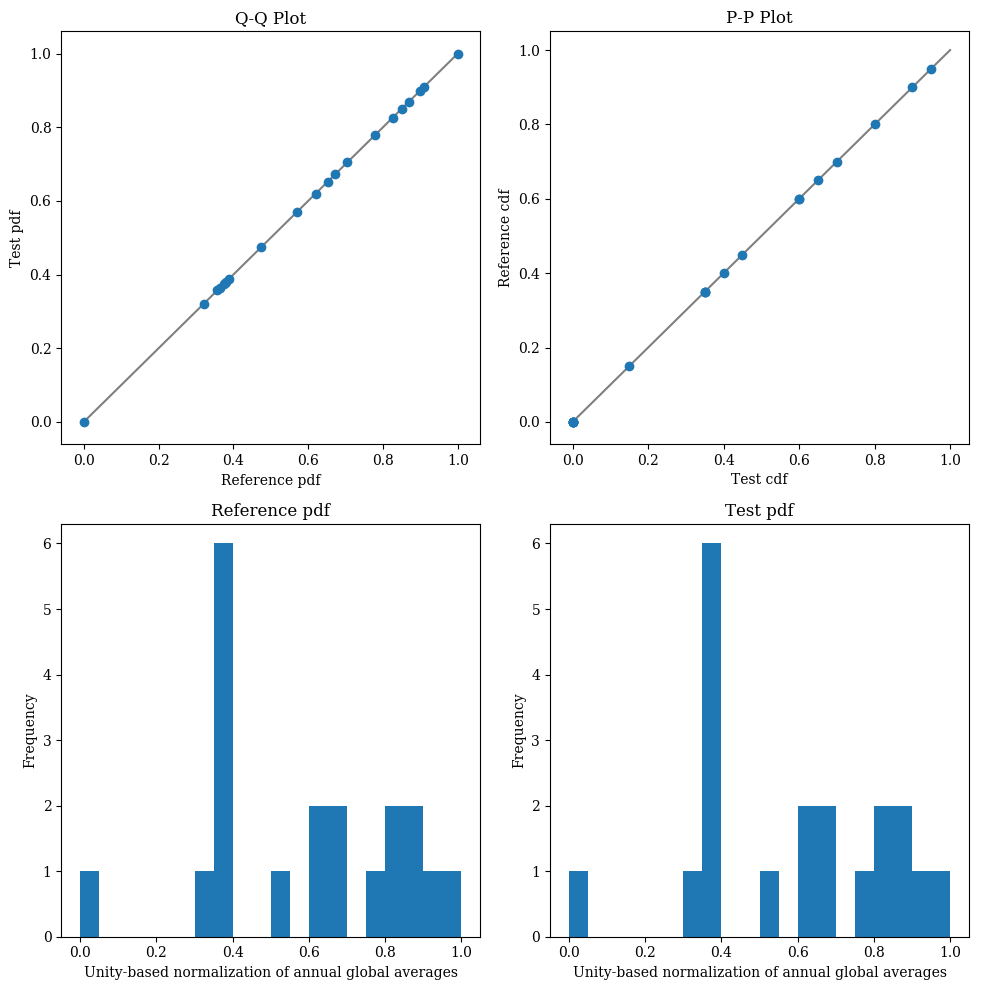 Q-Q Plot
1.0
0.8
0.6
0.4
0.2
0.0
Test pdf
0.0 0.2 0.4 0.6 0.8 1.0
Reference pdf
P-P Plot
1.0
0.8
0.6
0.4
0.2
0.0
Reference cdf
0.0 0.2 0.4 0.6 0.8 1.0
Test cdf
Reference pdf
6
5
4
3
2
1
0
Frequency
0.0 0.2 0.4 0.6 0.8 1.0
Unity-based normalization of annual global averages
Test pdf
6
5
4
3
2
1
0
Frequency
0.0 0.2 0.4 0.6 0.8 1.0
Unity-based normalization of annual global averages